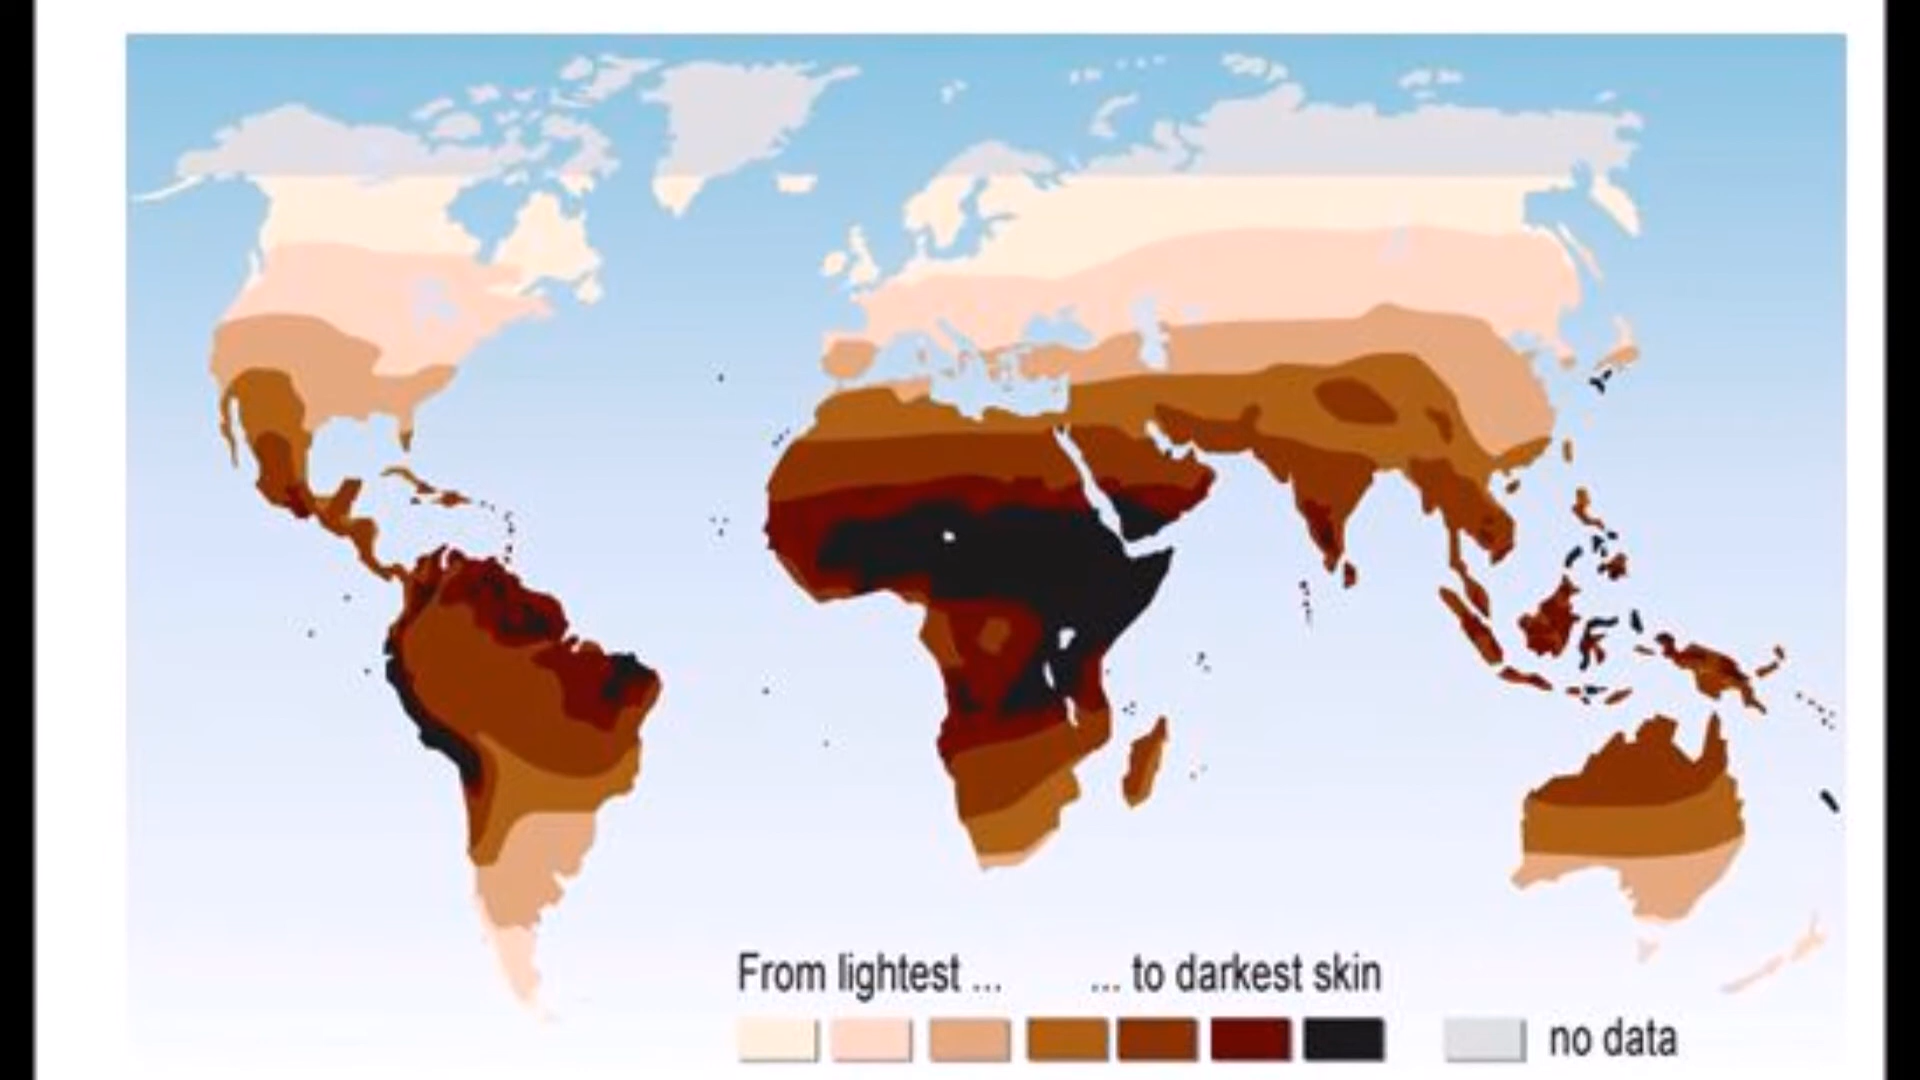 From lightest ... ... to darkest skin
no data